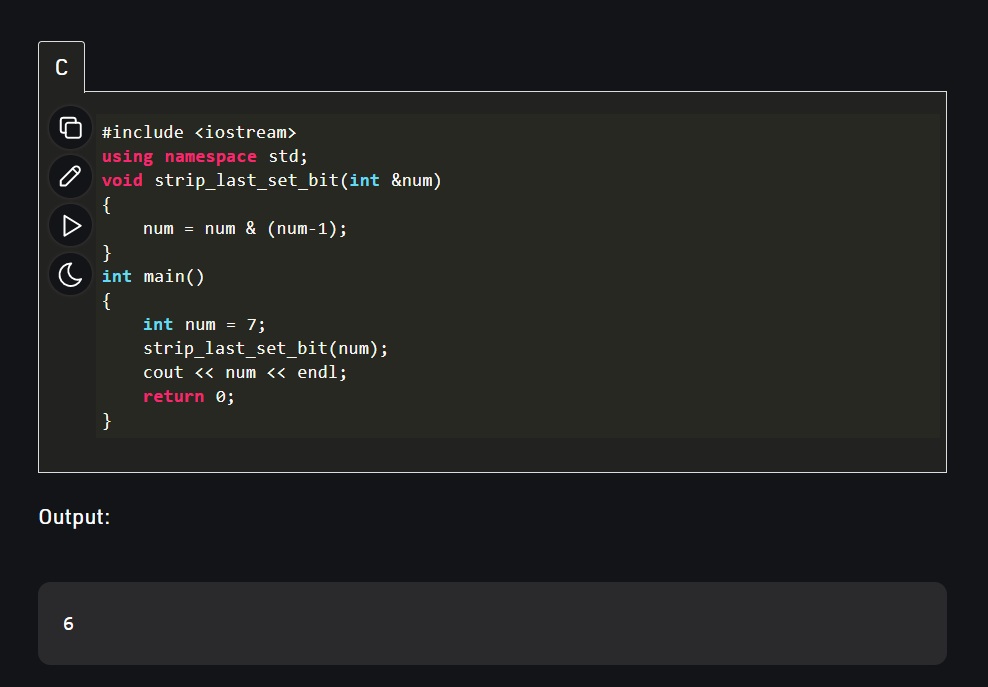 C
#include <iostream>
using namespace std;
void strip_last_set_bit(int &num)
{
    num = num & (num-1);
}
int main()
{
    int num = 7;
    strip_last_set_bit(num);
    cout << num << endl;
    return 0;
}
Output:
6